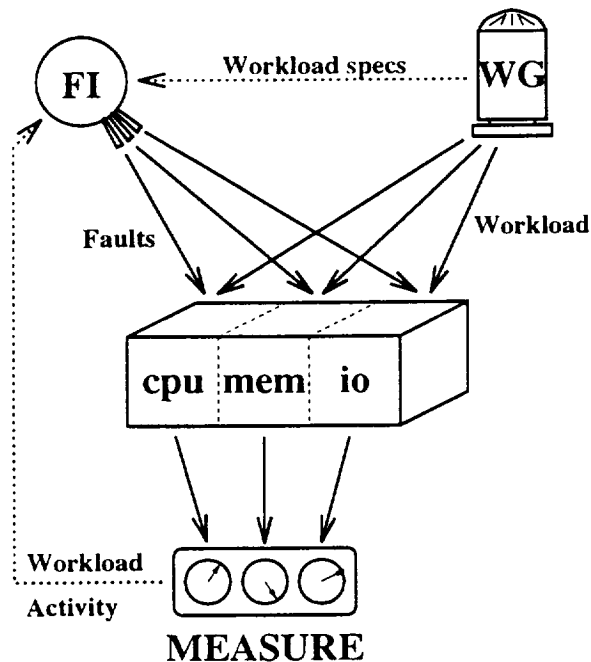 Workload specs
FI
WG
Faults
Workload
cpu mem io
Workload
Activity
MEASURE